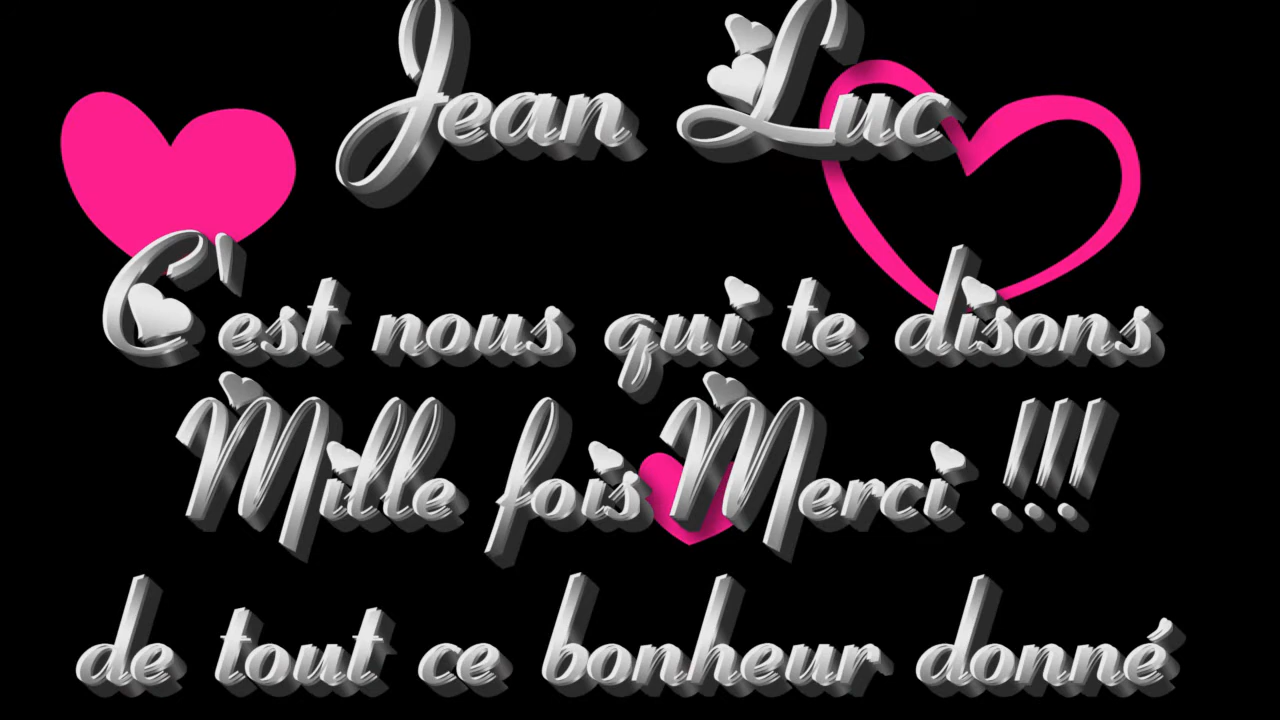 Jean Luc
C'est nous qui te disons
Mille fois Merci !!!
de tout ce bonheur donné